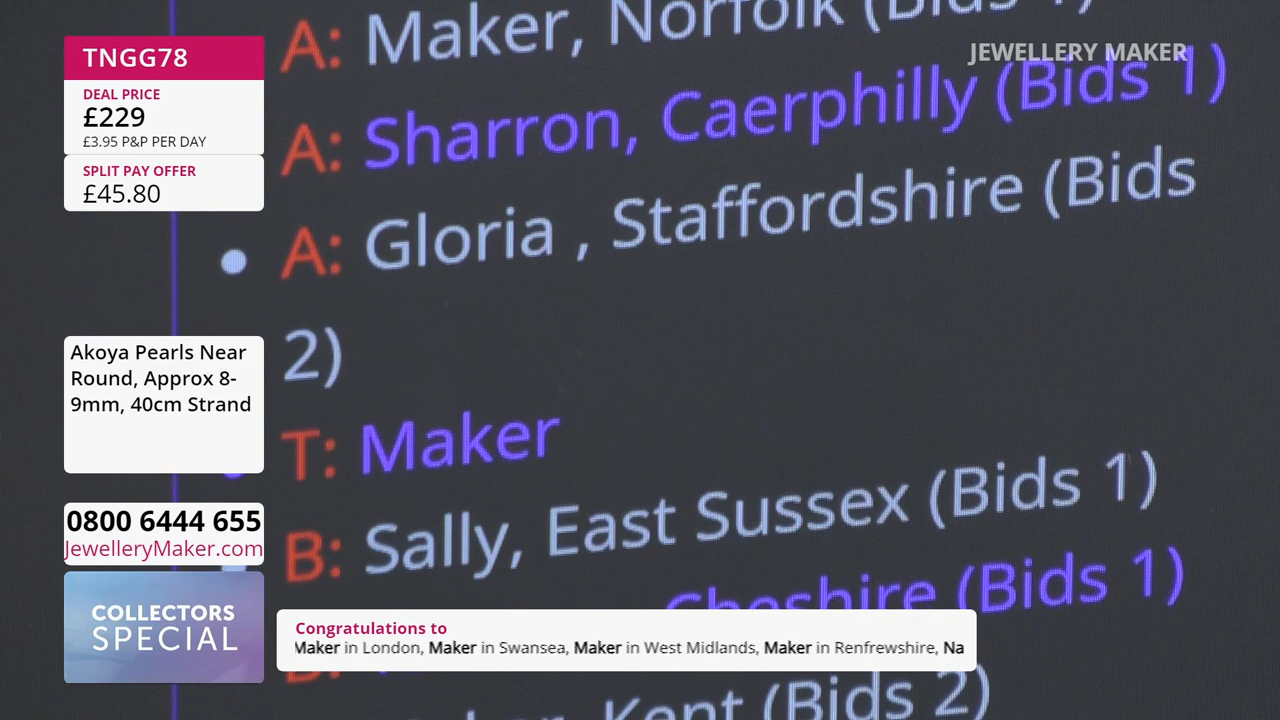 TNGG78
DEAL PRICE
£229
£3.95 P&P PER DAY
SPLIT PAY OFFER
£45.80
Akoya Pearls Near
Round, Approx 8-
9mm, 40cm Strand
0800 6444 655
JewelleryMaker.com
COLLECTORS
SPECIAL
JEWELLERY MAKER
A: Maker, Norfolk (Bids 1)
A: Sharron, Caerphilly (Bids 1)
A: Gloria , Staffordshire (Bids
2)
T: Maker
B: Sally, East Sussex (Bids 1)
Cheshire (Bids 1)
Kent (Bids 2)
Congratulations to
Maker in London, Maker in Swansea, Maker in West Midlands, Maker in Renfrewshire, Na